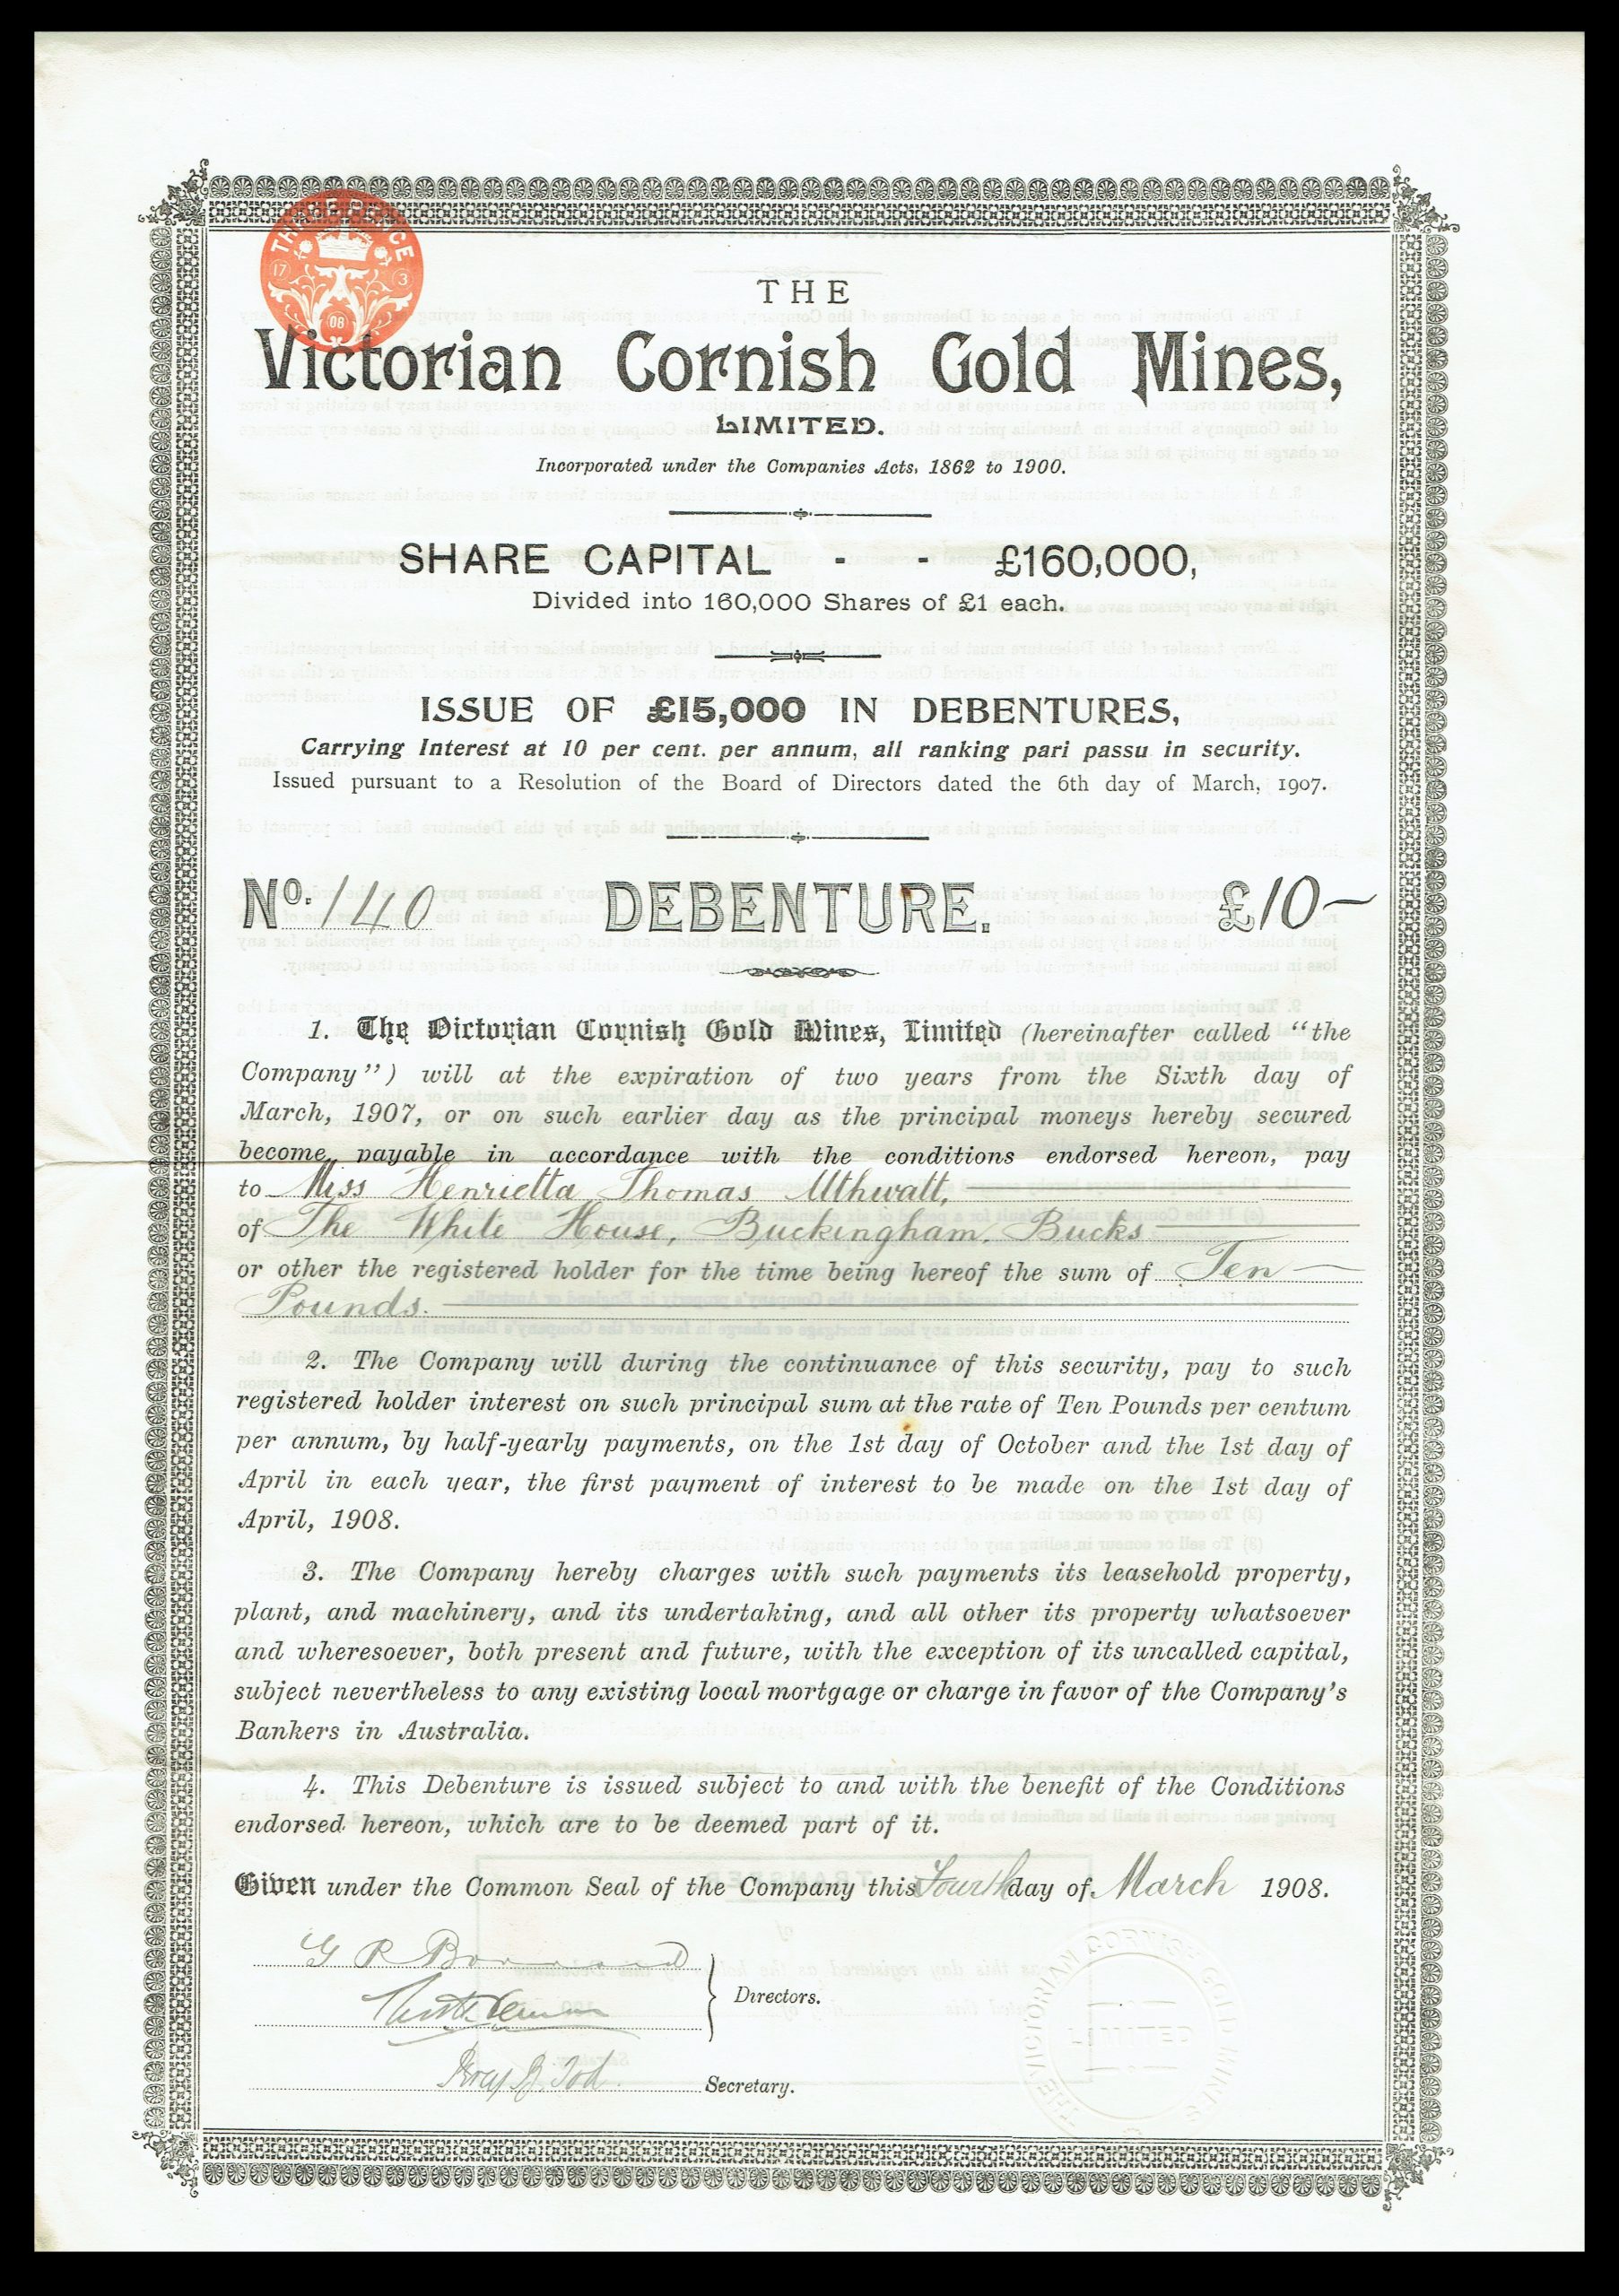 THREE PENCE
17 3
08
THE
Victorian Cornish Gold Mines,
LIMITED.
Incorporated under the Companies Acts, 1862 to 1900.
SHARE CAPITAL - - £160,000,
Divided into 160,000 Shares of £1 each.
ISSUE OF £15,000 IN DEBENTURES,
Carrying Interest at 10 per cent. per annum, all ranking pari passu in security.
Issued pursuant to a Resolution of the Board of Directors dated the 6th day of March, 1907.
No. 140 DEBENTURE. £10~
1. The Victorian Cornish Gold Mines, Limited (hereinafter called "the
Company") will at the expiration of two years from the Sixth day of
March, 1907, or on such earlier day as the principal moneys hereby secured
become payable in accordance with the conditions endorsed hereon, pay
to Miss Henrietta Thomas Uthwatt,
of The White House, Buckingham, Bucks
or other the registered holder for the time being hereof the sum of Ten
Pounds.
2. The Company will during the continuance of this security, pay to such
registered holder interest on such principal sum at the rate of Ten Pounds per centum
per annum, by half-yearly payments, on the 1st day of October and the 1st day of
April in each year, the first payment of interest to be made on the 1st day of
April, 1908.
3. The Company hereby charges with such payments its leasehold property,
plant, and machinery, and its undertaking, and all other its property whatsoever
and wheresoever, both present and future, with the exception of its uncalled capital,
subject nevertheless to any existing local mortgage or charge in favor of the Company's
Bankers in Australia.
4. This Debenture is issued subject to and with the benefit of the Conditions
endorsed hereon, which are to be deemed part of it.
Given under the Common Seal of the Company this Fourth day of March 1908.
G R
Directors.
Secretary.
THE VICTORIAN CORNISH GOLD MINES
LIMITED